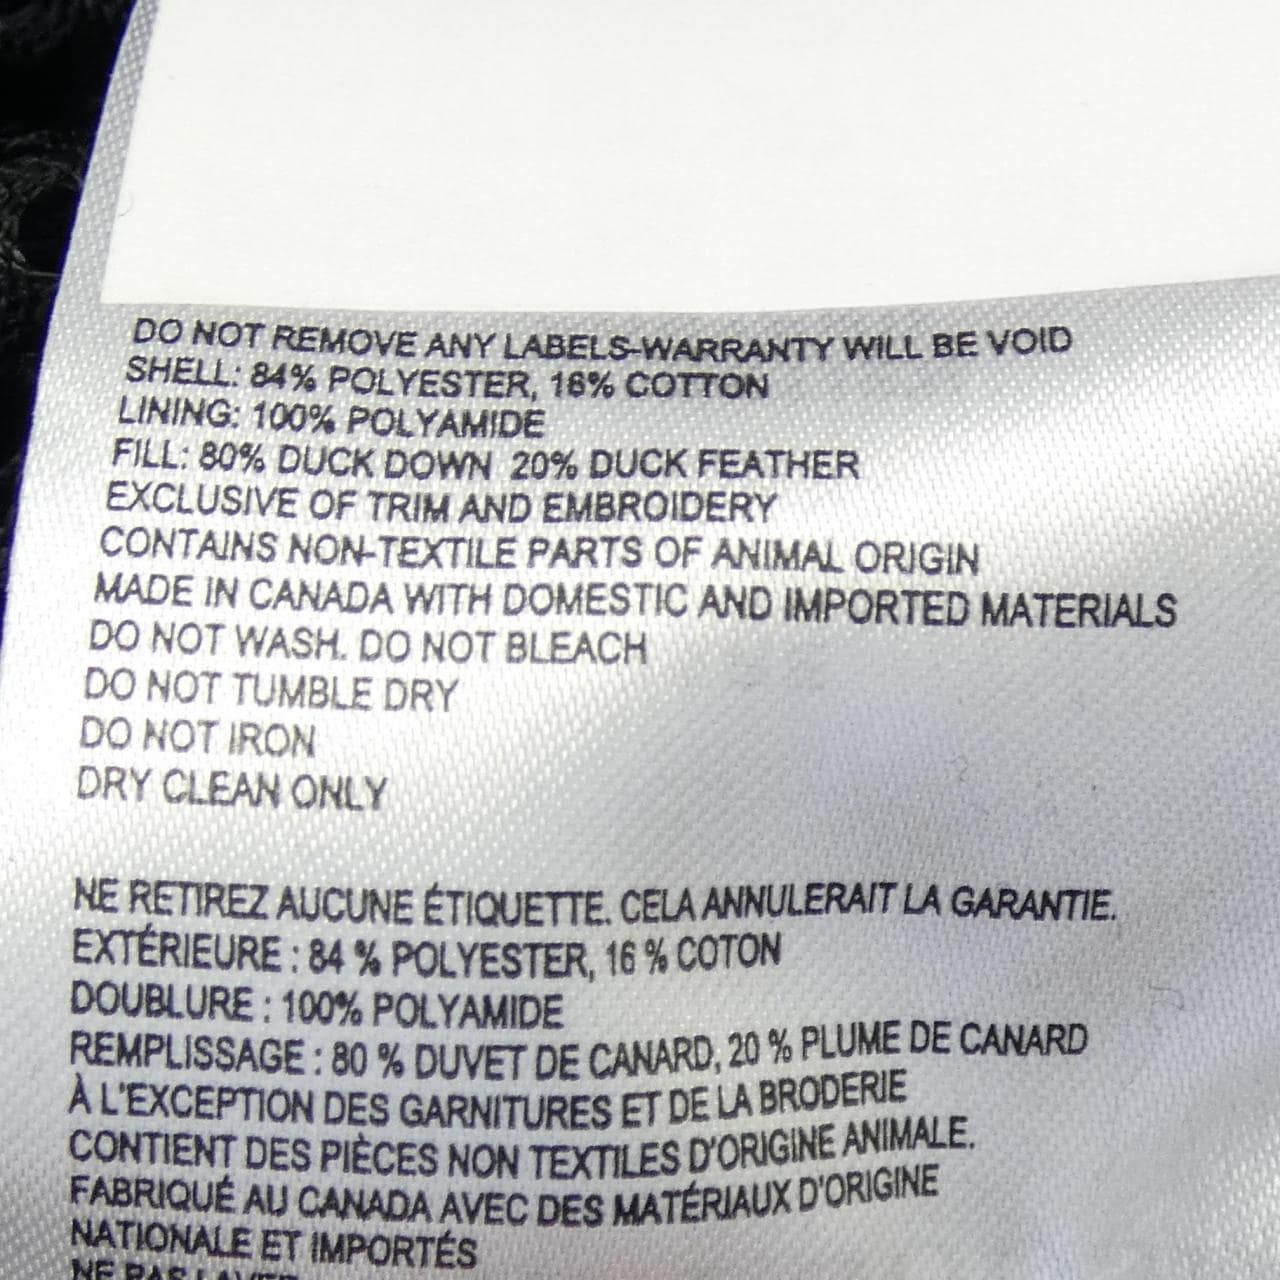 DO NOT REMOVE ANY LABELS-WARRANTY WILL BE VOID
SHELL: 84% POLYESTER, 16% COTTON
LINING: 100% POLYAMIDE
FILL: 80% DUCK DOWN 20% DUCK FEATHER
EXCLUSIVE OF TRIM AND EMBROIDERY
CONTAINS NON-TEXTILE PARTS OF ANIMAL ORIGIN
MADE IN CANADA WITH DOMESTIC AND IMPORTED MATERIALS
DO NOT WASH. DO NOT BLEACH
DO NOT TUMBLE DRY
DO NOT IRON
DRY CLEAN ONLY
NE RETIREZ AUCUNE ÉTIQUETTE. CELA ANNULERAIT LA GARANTIE.
EXTÉRIEURE : 84 % POLYESTER, 16 % COTON
DOUBLURE : 100% POLYAMIDE
REMPLISSAGE : 80 % DUVET DE CANARD, 20 % PLUME DE CANARD
À L'EXCEPTION DES GARNITURES ET DE LA BRODERIE
CONTIENT DES PIÈCES NON TEXTILES D'ORIGINE ANIMALE.
FABRIQUÉ AU CANADA AVEC DES MATÉRIAUX D'ORIGINE
NATIONALE ET IMPORTÉS
NE PAS